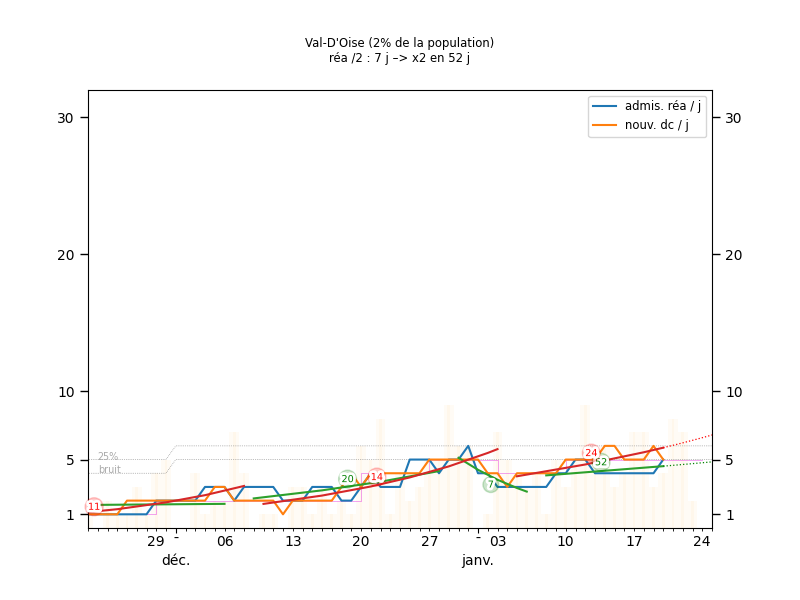 Val-D'Oise (2% de la population)
réa /2 : 7 j –> x2 en 52 j
admis. réa / j
nouv. dc / j
30
30
20
20
10
10
5
5
1
1
25%
bruit
11
20
14
7
24
52
29 - 06 13 20 27 - 03 10 17 24
déc. janv.